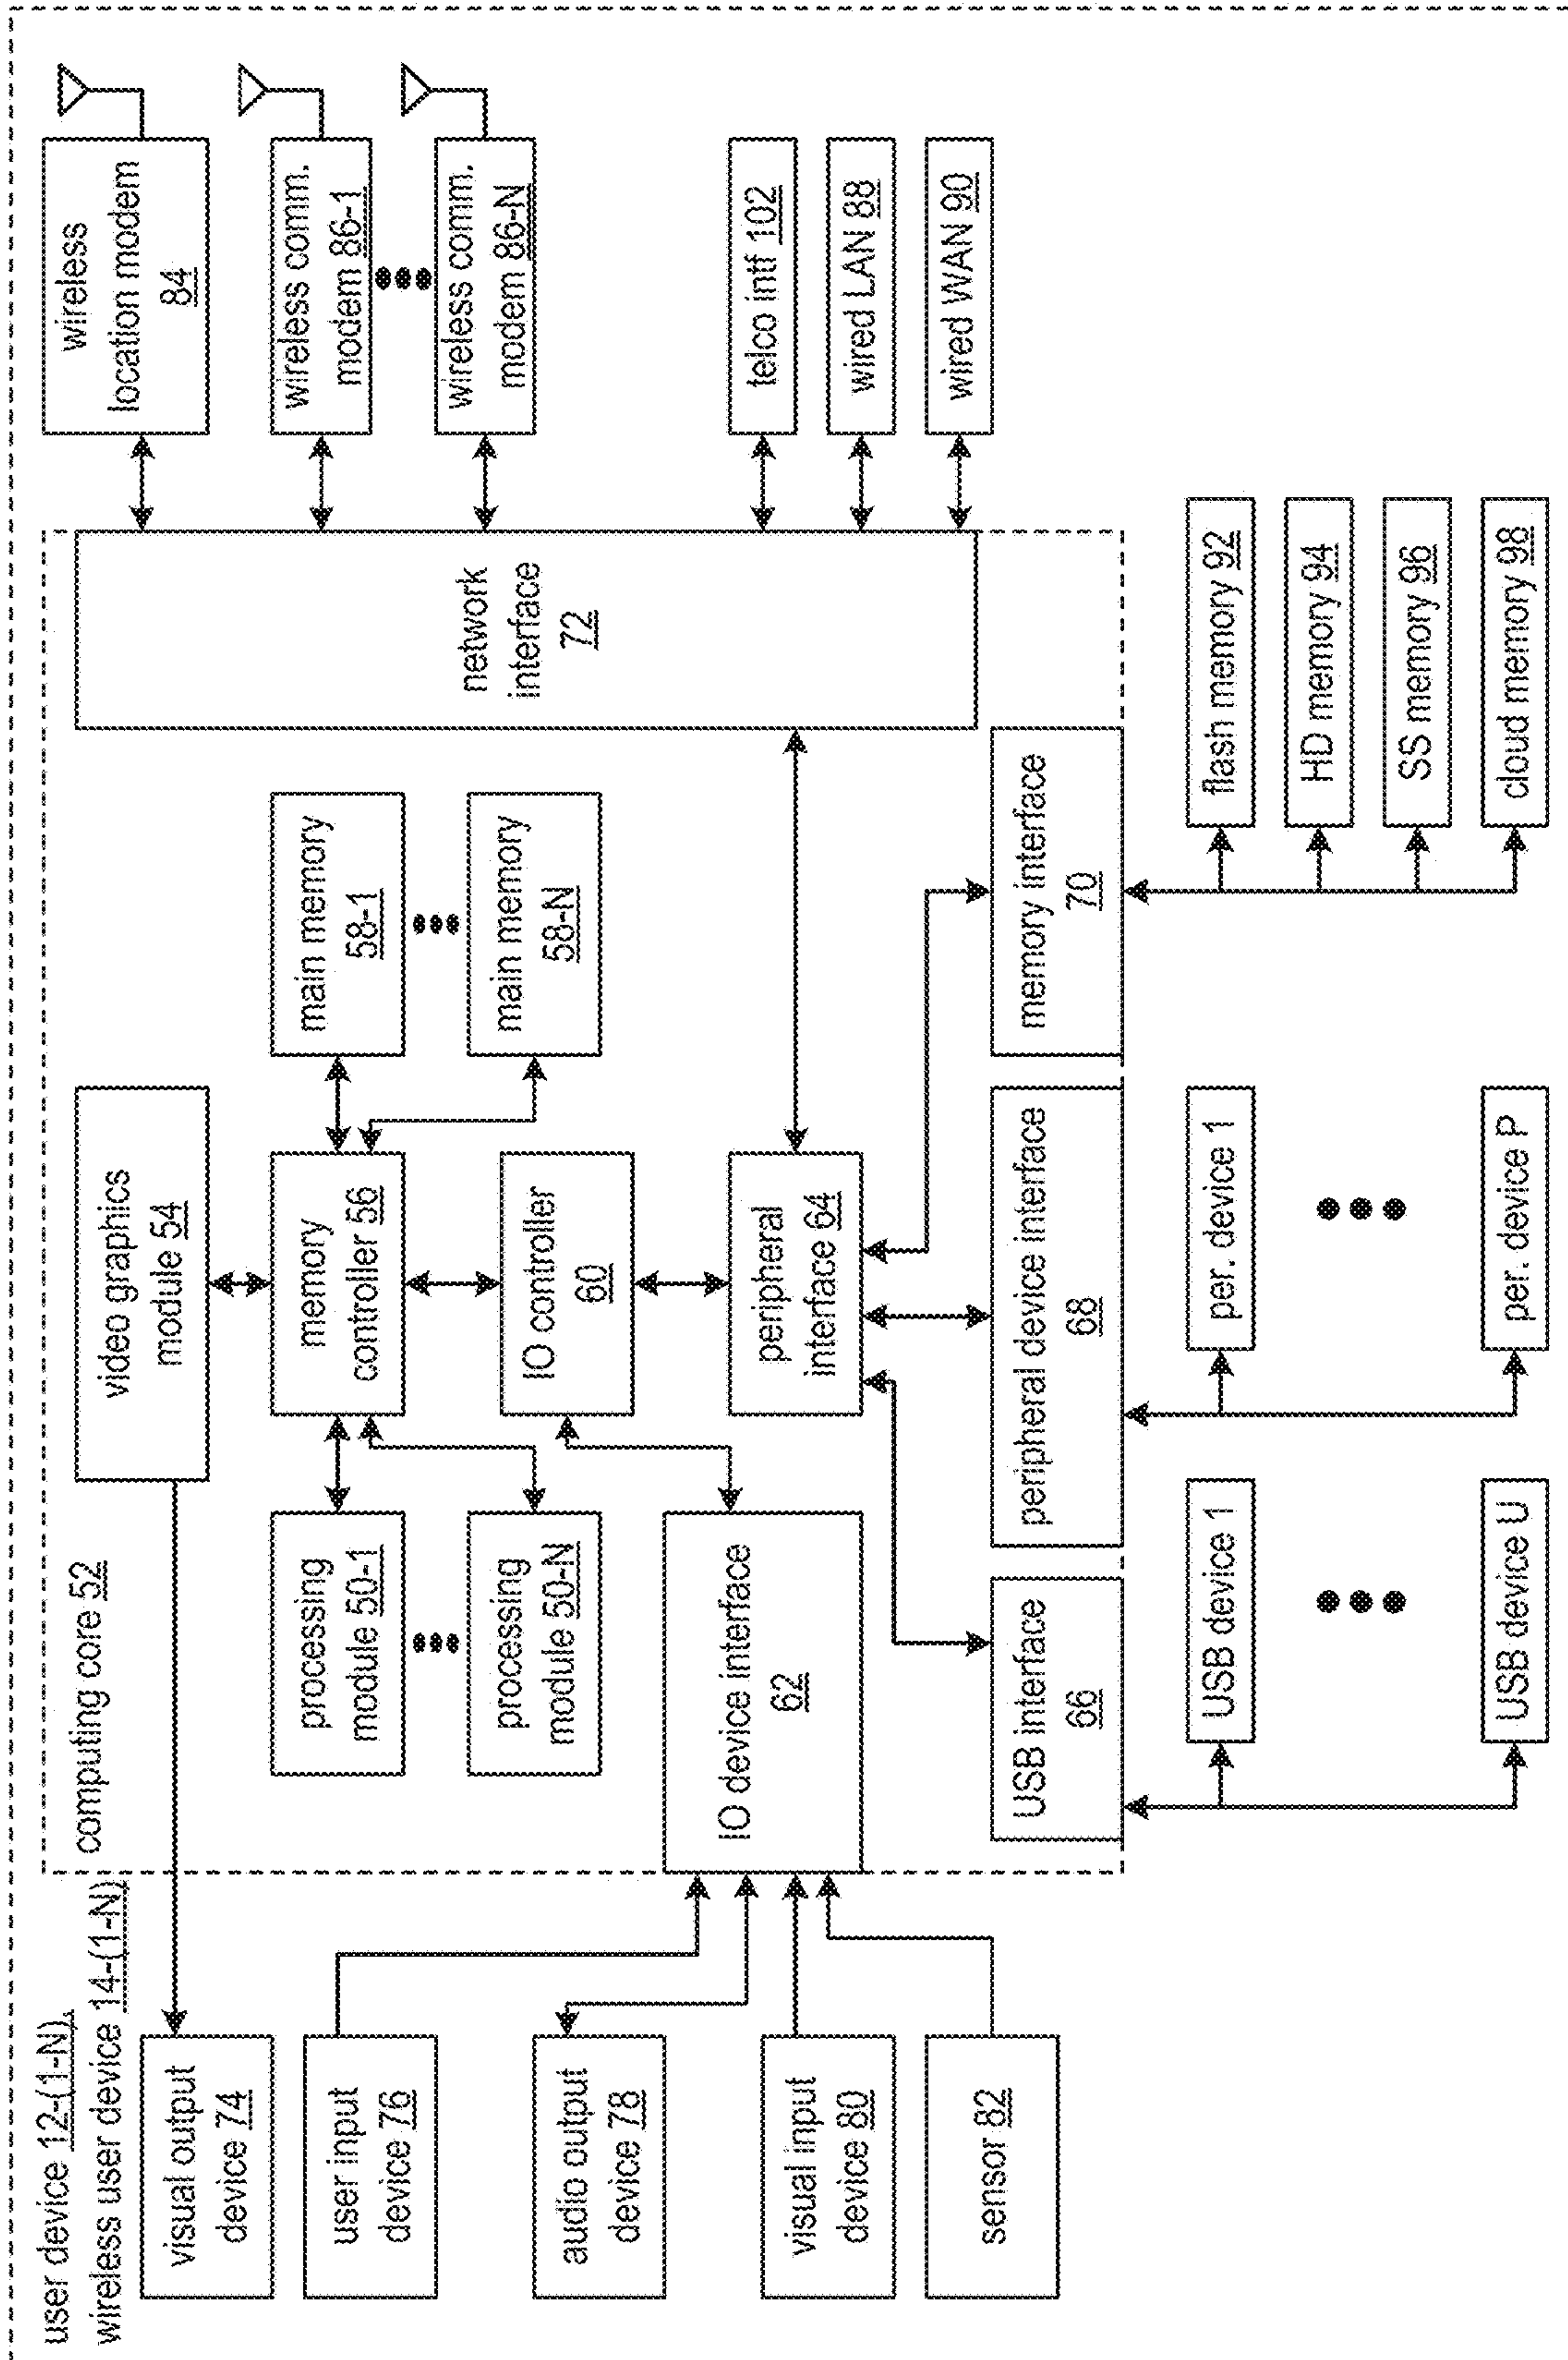 user device 12-(1-N),
wireless user device 14-(1-N)
visual output
device 74
user input
device 76
audio output
device 78
visual input
device 80
sensor 82
computing core 52
video graphics
module 54
processing
module 50-1
processing
module 50-N
memory
controller 56
main memory
58-1
main memory
58-N
IO controller
60
IO device interface
62
peripheral
interface 64
USB interface
66
peripheral device interface
68
memory interface
70
network
interface
72
wireless
location modem
84
wireless comm.
modem 86-1
wireless comm.
modem 86-N
telco intf 102
wired LAN 88
wired WAN 90
USB device 1
USB device U
per. device 1
per. device P
flash memory 92
HD memory 94
SS memory 96
cloud memory 98